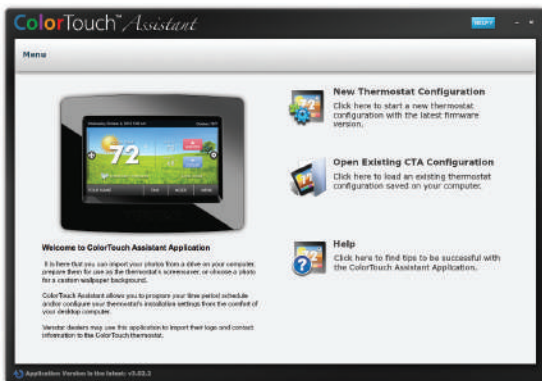 ColorTouch™ Assistant
HELP?
Menu
72
New Thermostat Configuration
Click here to start a new thermostat
configuration with the latest firmware
version.
Open Existing CTA Configuration
Click here to load an existing thermostat
configuration saved on your computer.
Help
Click here to find tips to be successful with
the ColorTouch Assistant Application.
Welcome to ColorTouch Assistant Application
It is here that you can import your photos from a drive on your computer,
prepare them for use as the thermostat's screensaver, or choose a photo
for a custom wallpaper background.
ColorTouch Assistant allows you to program your time period schedule
and/or configure your thermostat's installation settings from the comfort of
your desktop computer.
Venstar dealers may use this application to import their logo and contact
information to the ColorTouch thermostat.
Application Version is the latest: v3.02.3